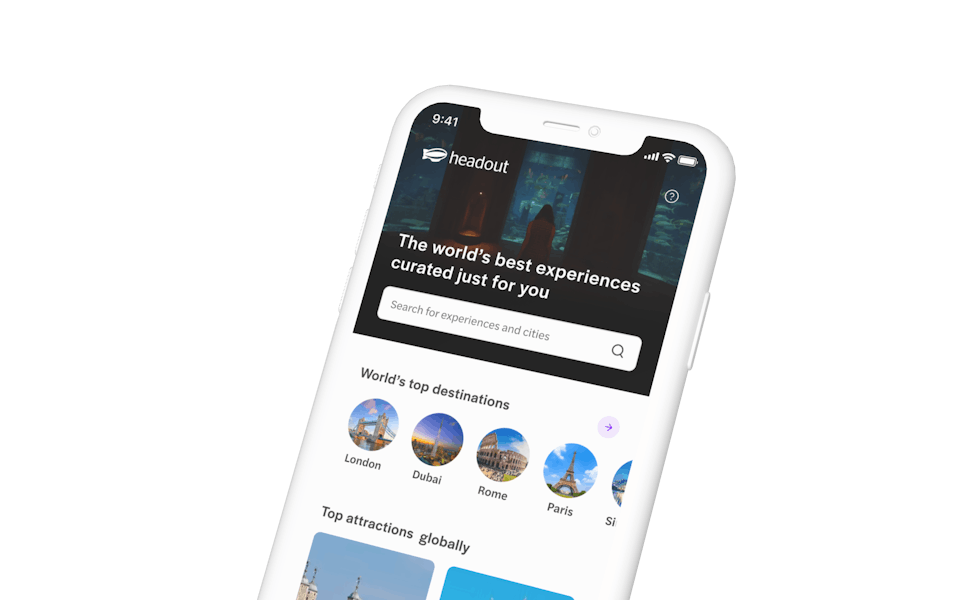 9:41
headout
?
The world's best experiences
curated just for you
Search for experiences and cities
World's top destinations
London
Dubai
Rome
Paris
Top attractions globally